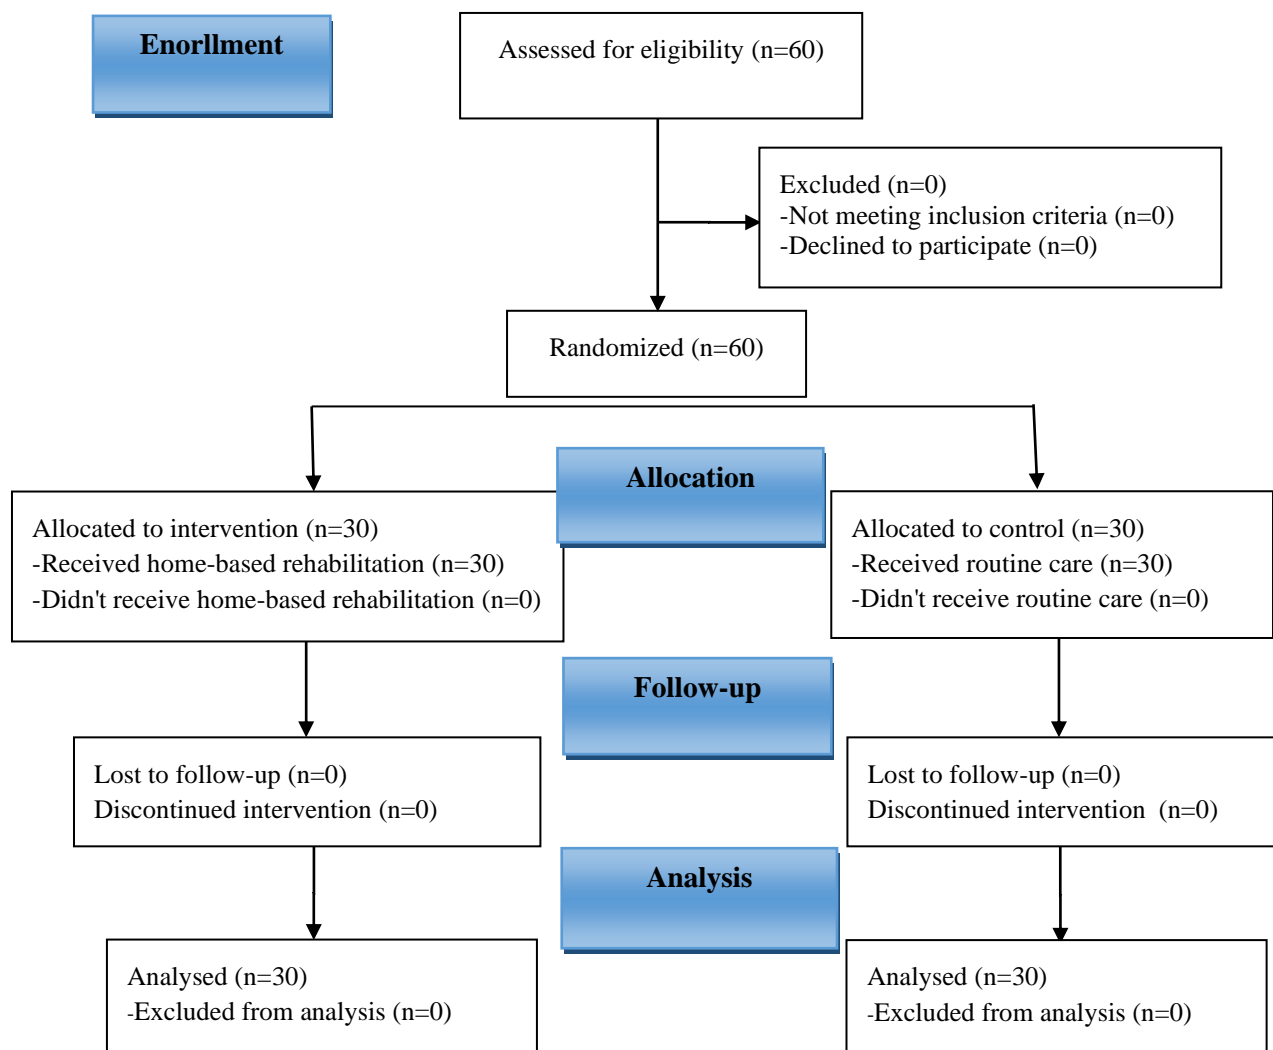 Enorllment
Assessed for eligibility (n=60)
Excluded (n=0)
-Not meeting inclusion criteria (n=0)
-Declined to participate (n=0)
Randomized (n=60)
Allocation
Allocated to intervention (n=30)
-Received home-based rehabilitation (n=30)
-Didn't receive home-based rehabilitation (n=0)
Allocated to control (n=30)
-Received routine care (n=30)
-Didn't receive routine care (n=0)
Follow-up
Lost to follow-up (n=0)
Discontinued intervention (n=0)
Lost to follow-up (n=0)
Discontinued intervention  (n=0)
Analysis
Analysed (n=30)
-Excluded from analysis (n=0)
Analysed (n=30)
-Excluded from analysis (n=0)